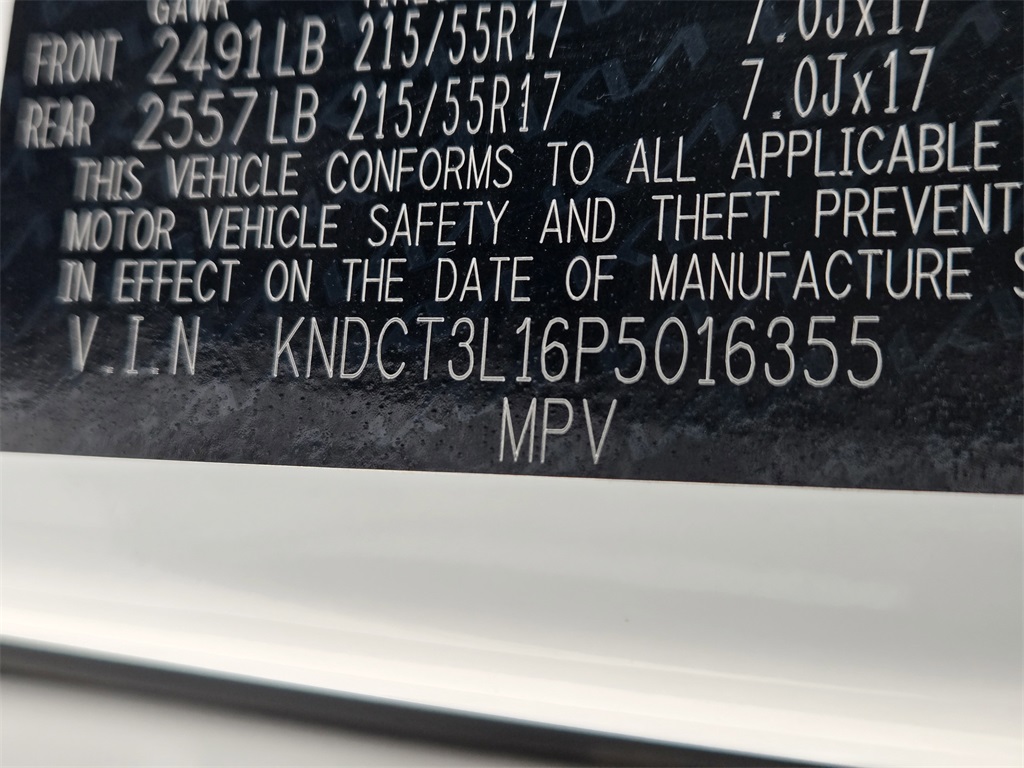 GAWR
FRONT 2491LB 215/55R17 7.0Jx17
REAR 2557LB 215/55R17 7.0Jx17
THIS VEHICLE CONFORMS TO ALL APPLICABLE
MOTOR VEHICLE SAFETY AND THEFT PREVENT
IN EFFECT ON THE DATE OF MANUFACTURE S
V.I.N KNDCT3L16P5016355
MPV